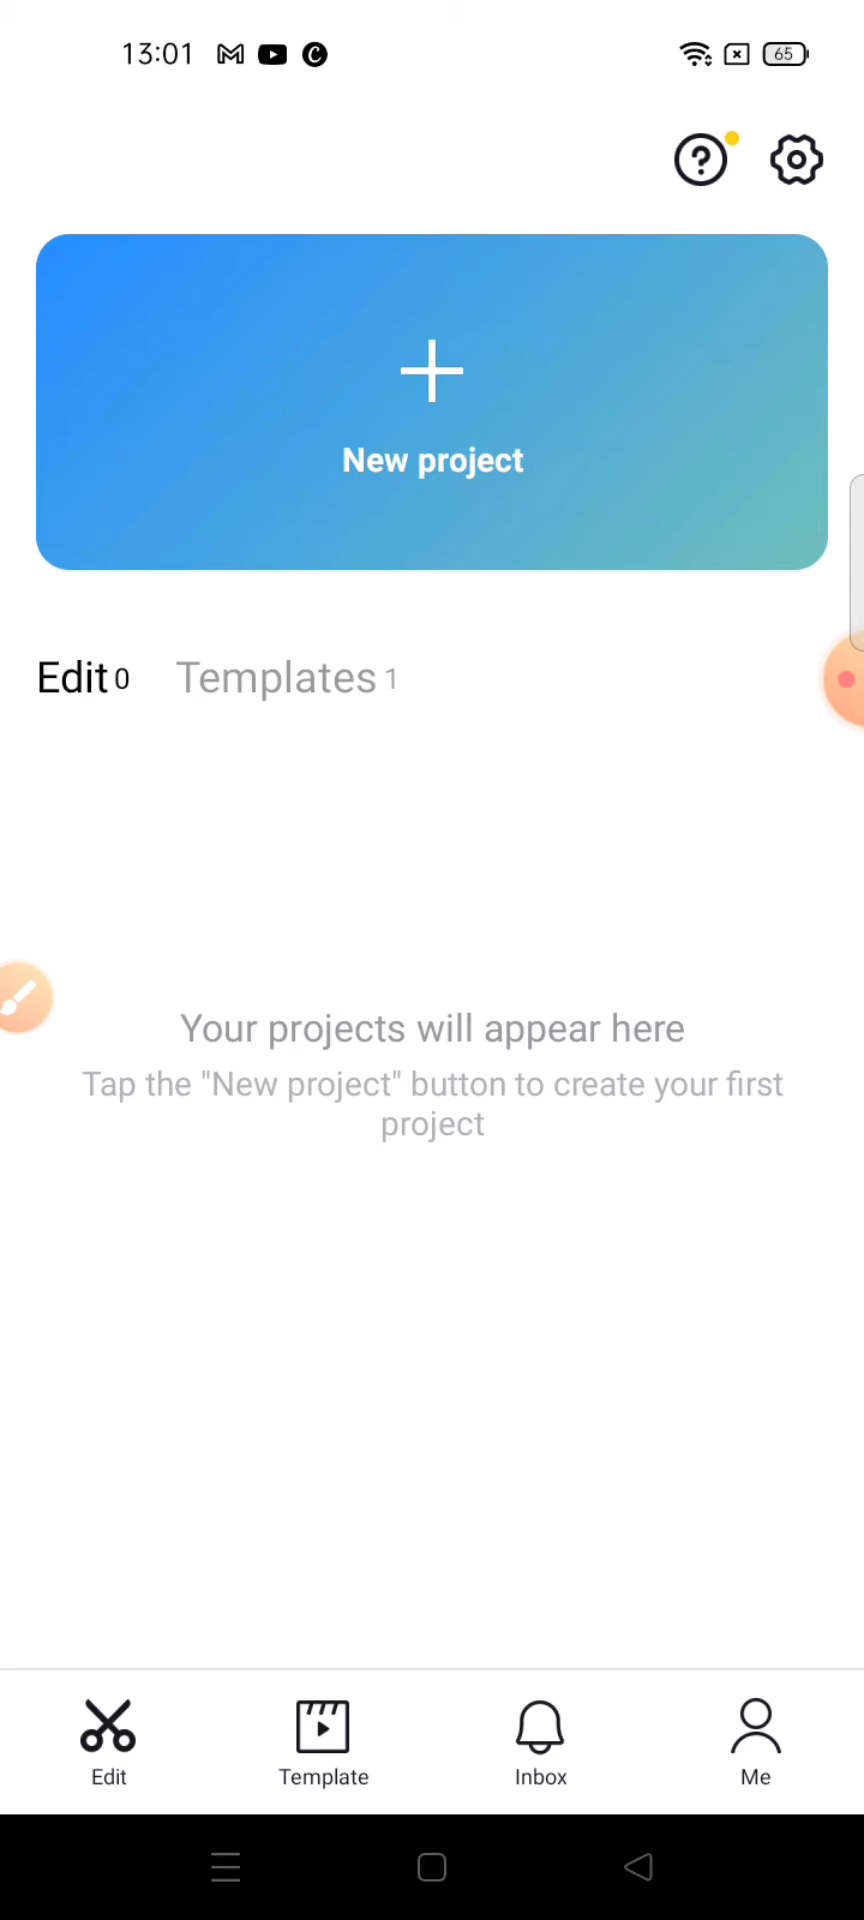 13:01
65
New project
Edit 0 Templates 1
Your projects will appear here
Tap the "New project" button to create your first
project
Edit Template Inbox Me